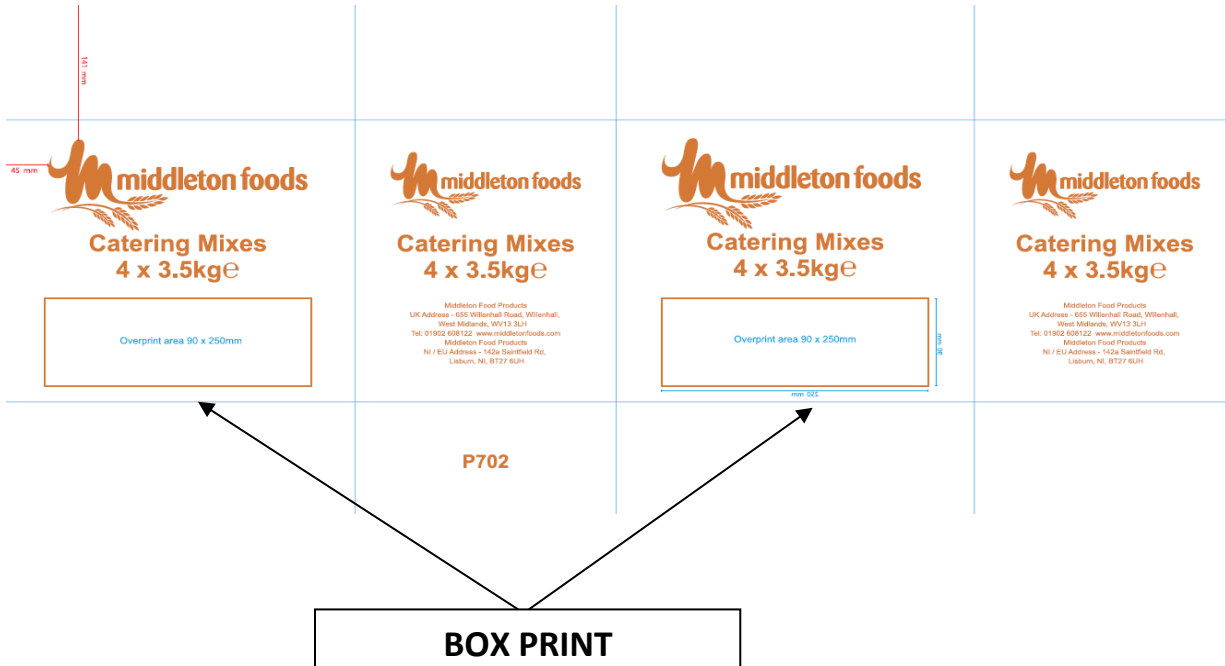 141 mm
45 mm
middleton foods
Catering Mixes
4 x 3.5kg℮
Overprint area 90 x 250mm
middleton foods
Catering Mixes
4 x 3.5kg℮
Middleton Food Products
UK Address - 655 Willenhall Road, Willenhall,
West Midlands, WV13 3LH
Tel: 01902 608122 www.middletonfoods.com
Middleton Food Products
NI / EU Address - 142a Saintfield Rd,
Lisburn, NI, BT27 6UH
P702
middleton foods
Catering Mixes
4 x 3.5kg℮
Overprint area 90 x 250mm
90 mm
250 mm
middleton foods
Catering Mixes
4 x 3.5kg℮
Middleton Food Products
UK Address - 655 Willenhall Road, Willenhall,
West Midlands, WV13 3LH
Tel: 01902 608122 www.middletonfoods.com
Middleton Food Products
NI / EU Address - 142a Saintfield Rd,
Lisburn, NI, BT27 6UH
BOX PRINT